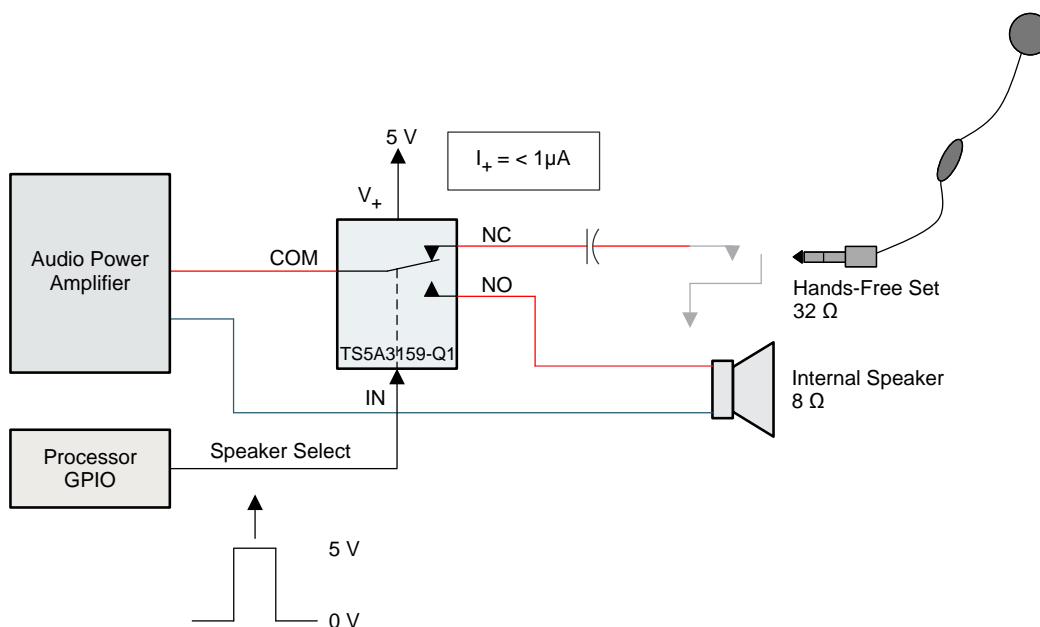 5 V
I+ = < 1µA
V+
Audio Power
Amplifier
COM
NC
NO
TS5A3159-Q1
IN
Hands-Free Set
32 Ω
Internal Speaker
8 Ω
Processor
GPIO
Speaker Select
5 V
0 V